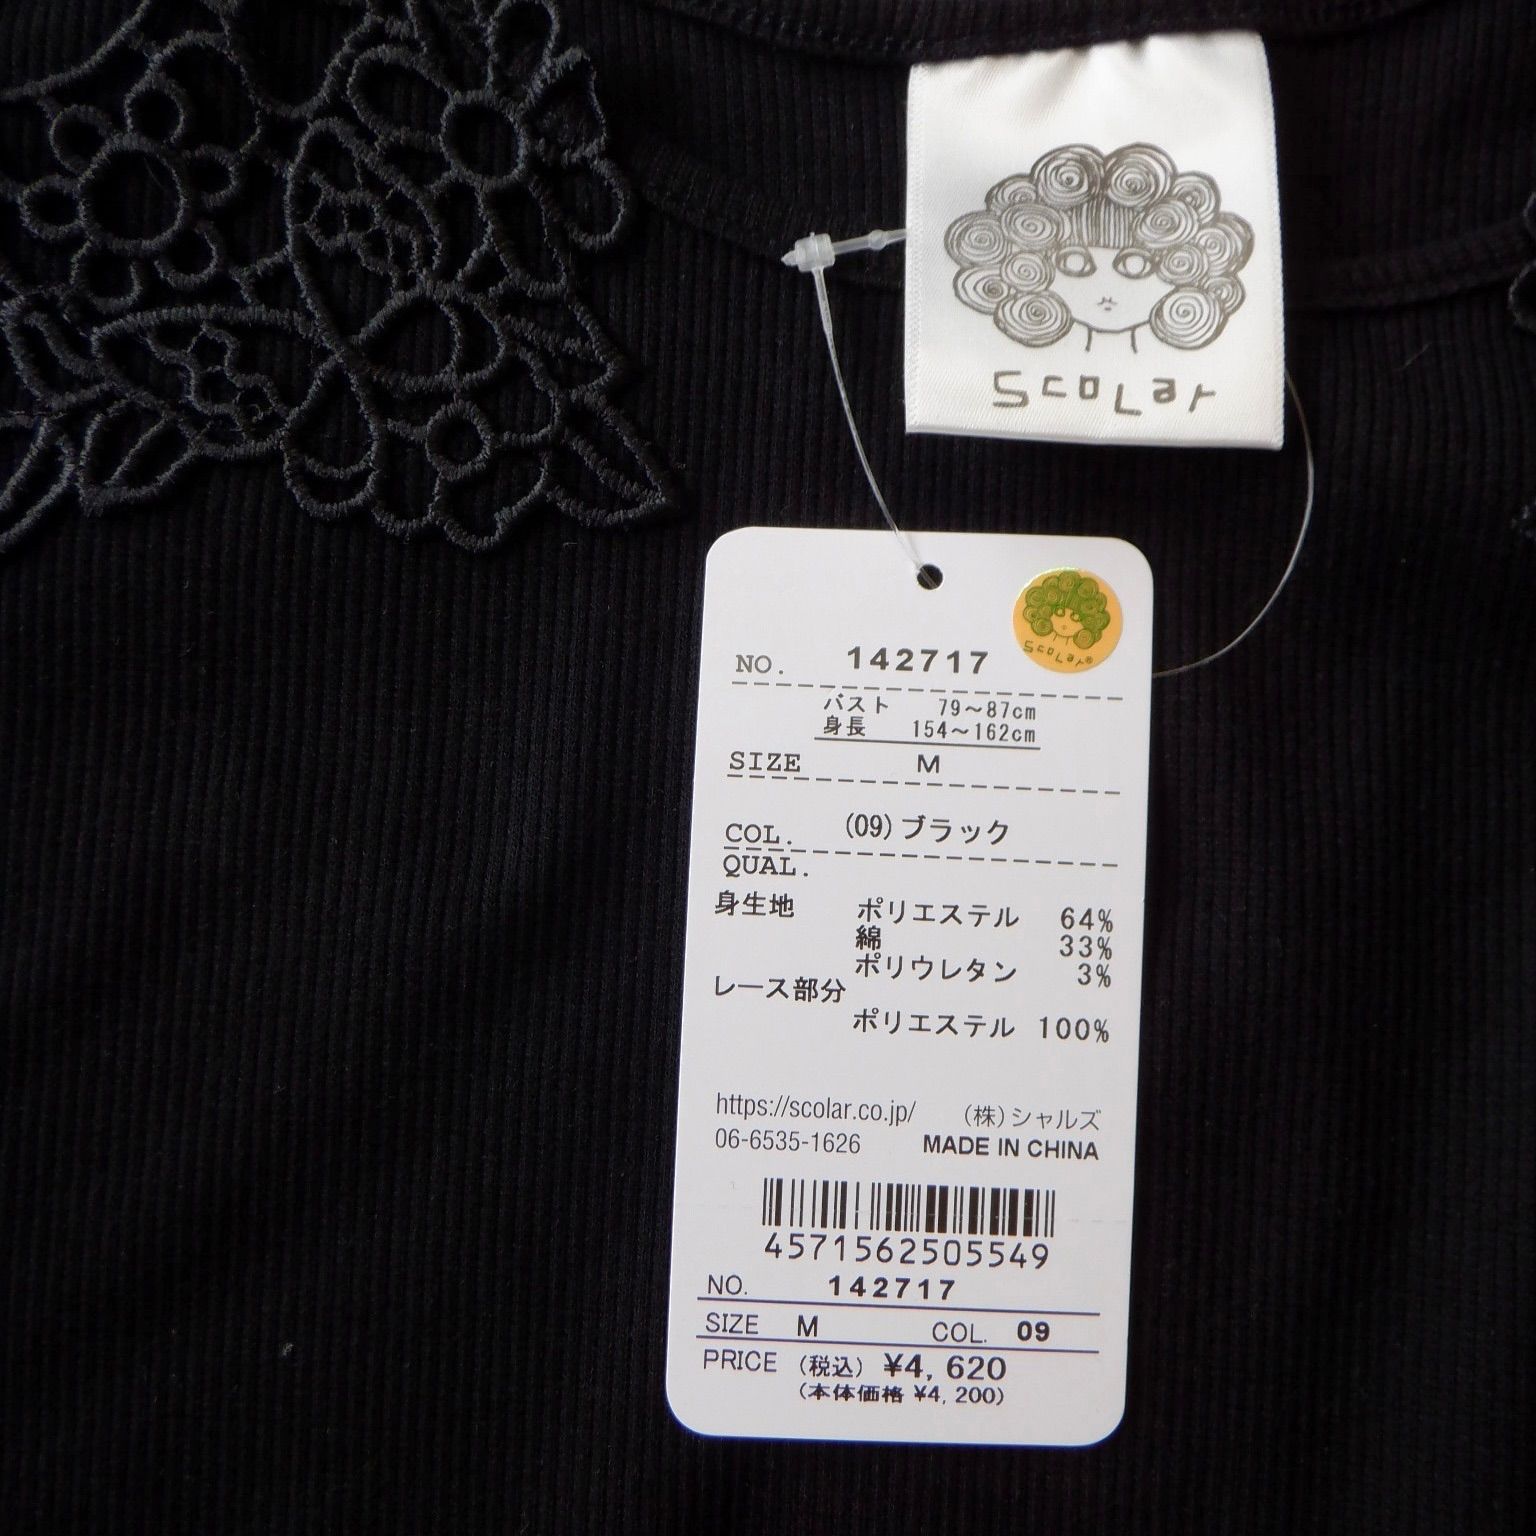 Scolar
Scolar®
NO. 142717
バスト 79～87cm
身長 154～162cm
SIZE M
COL. (09)ブラック
QUAL.
身生地 ポリエステル 64%
綿 33%
ポリウレタン 3%
レース部分
ポリエステル 100%
https://scolar.co.jp/ (株)シャルズ
06-6535-1626 MADE IN CHINA
4571562505549
NO. 142717
SIZE M COL. 09
PRICE (税込) ¥4,620
(本体価格 ¥4,200)